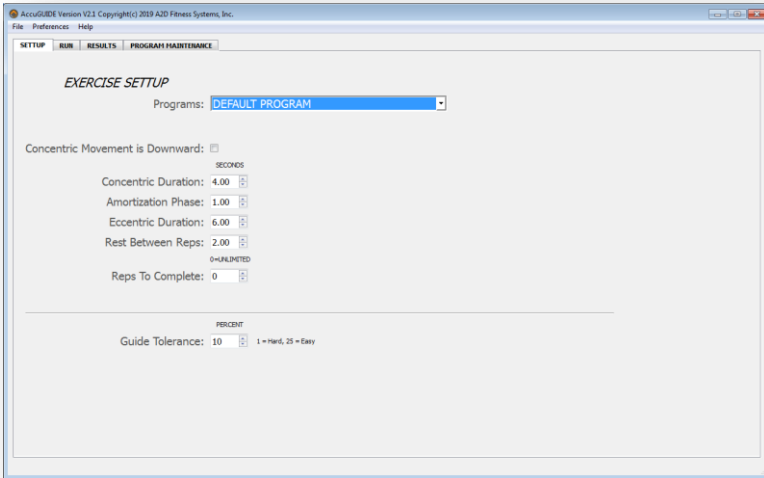 AccuGUIDE Version V2.1 Copyright(c) 2019 A2D Fitness Systems, Inc.
File Preferences Help
SETTUP RUN RESULTS PROGRAM MAINTENANCE
EXERCISE SETTUP
Programs: DEFAULT PROGRAM
Concentric Movement is Downward:
SECONDS
Concentric Duration: 4.00
Amortization Phase: 1.00
Eccentric Duration: 6.00
Rest Between Reps: 2.00
0=UNLIMITED
Reps To Complete: 0
PERCENT
Guide Tolerance: 10 1 = Hard, 25 = Easy